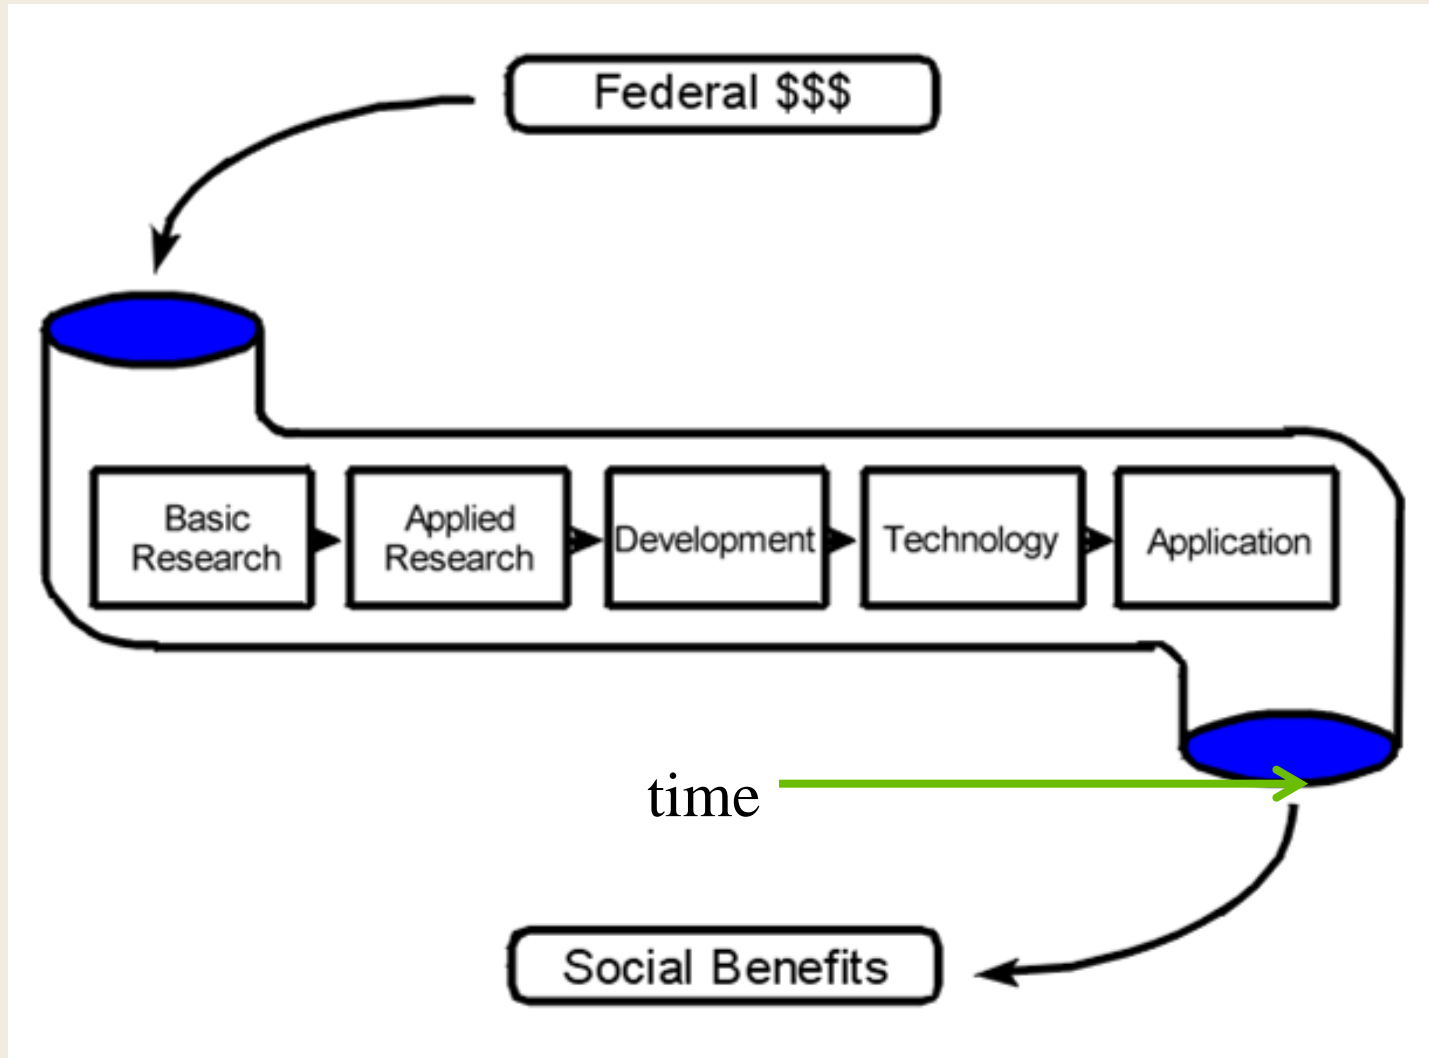 Federal $$$
Basic
Research
Applied
Research
Development
Technology
Application
time
Social Benefits